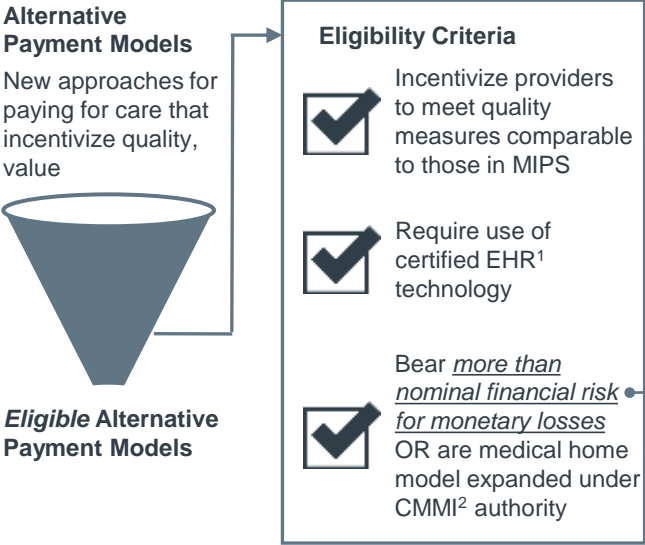 Alternative
Payment Models
New approaches for
paying for care that
incentivize quality,
value
Eligible Alternative
Payment Models
Eligibility Criteria
Incentivize providers
to meet quality
measures comparable
to those in MIPS
Require use of
certified EHR¹
technology
Bear more than
nominal financial risk
for monetary losses
OR are medical home
model expanded under
CMMI² authority